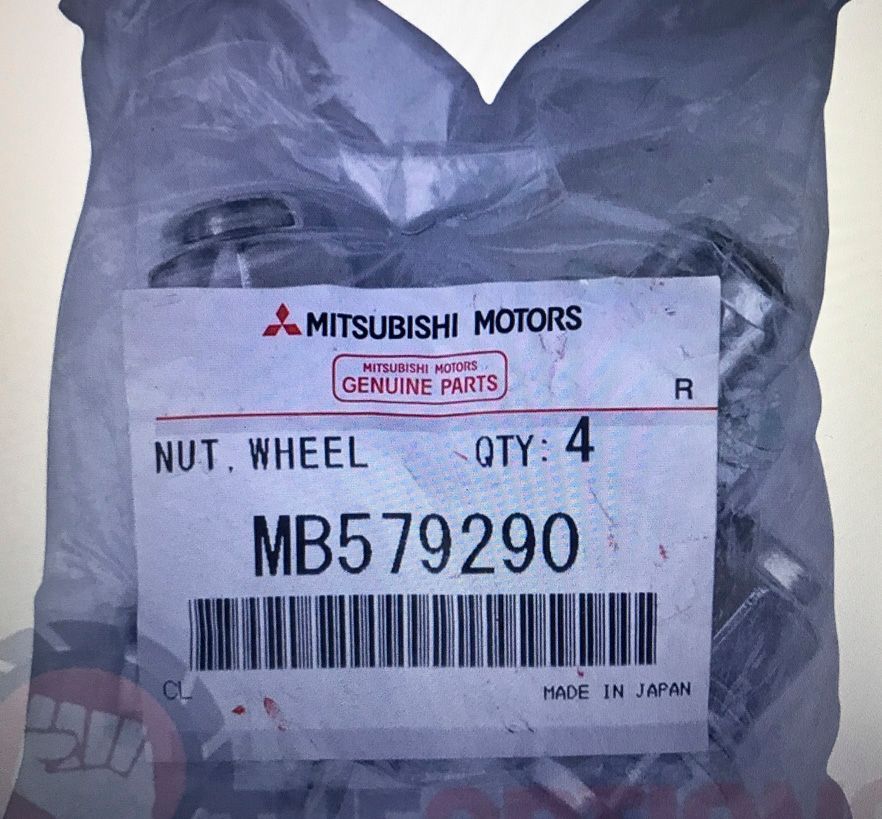 MITSUBISHI MOTORS
MITSUBISHI MOTORS
GENUINE PARTS
R
NUT, WHEEL QTY: 4
MB579290
CL MADE IN JAPAN